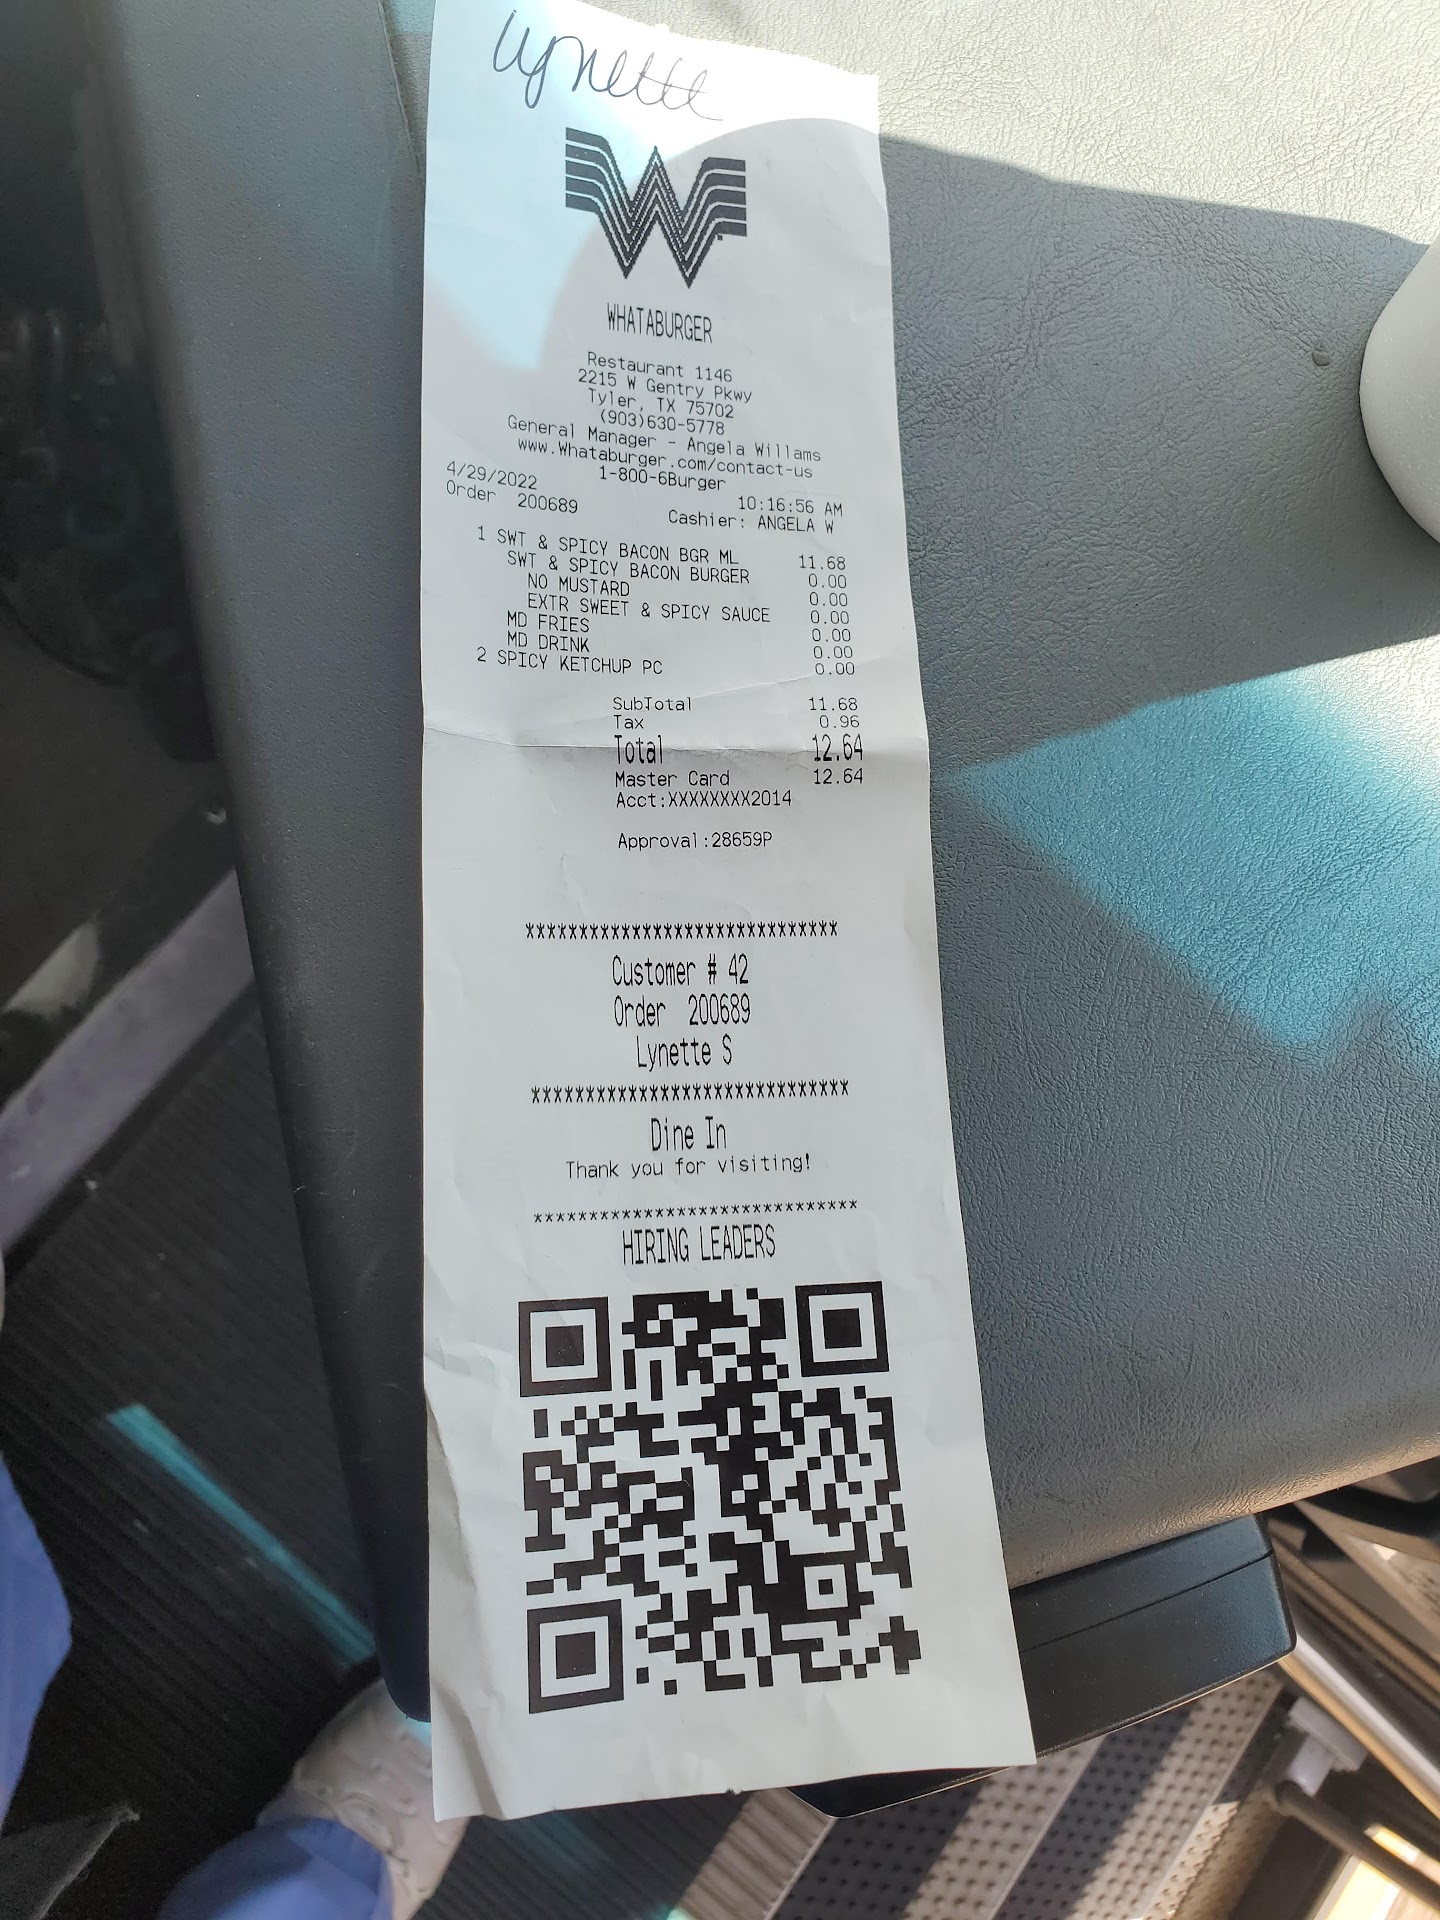 Lynette
W
WHATABURGER
Restaurant 1146
2215 W Gentry Pkwy
Tyler, TX 75702
(903)630-5778
General Manager - Angela Willams
www.Whataburger.com/contact-us
1-800-6Burger
4/29/2022 10:16:56 AM
Order 200689 Cashier: ANGELA W
1 SWT & SPICY BACON BGR ML 11.68
SWT & SPICY BACON BURGER 0.00
NO MUSTARD 0.00
EXTR SWEET & SPICY SAUCE 0.00
MD FRIES 0.00
MD DRINK 0.00
2 SPICY KETCHUP PC 0.00
SubTotal 11.68
Tax 0.96
Total 12.64
Master Card 12.64
Acct:XXXXXXXX2014
Approval:28659P
*****************************
Customer # 42
Order 200689
Lynette S
*****************************
Dine In
Thank you for visiting!
*****************************
HIRING LEADERS